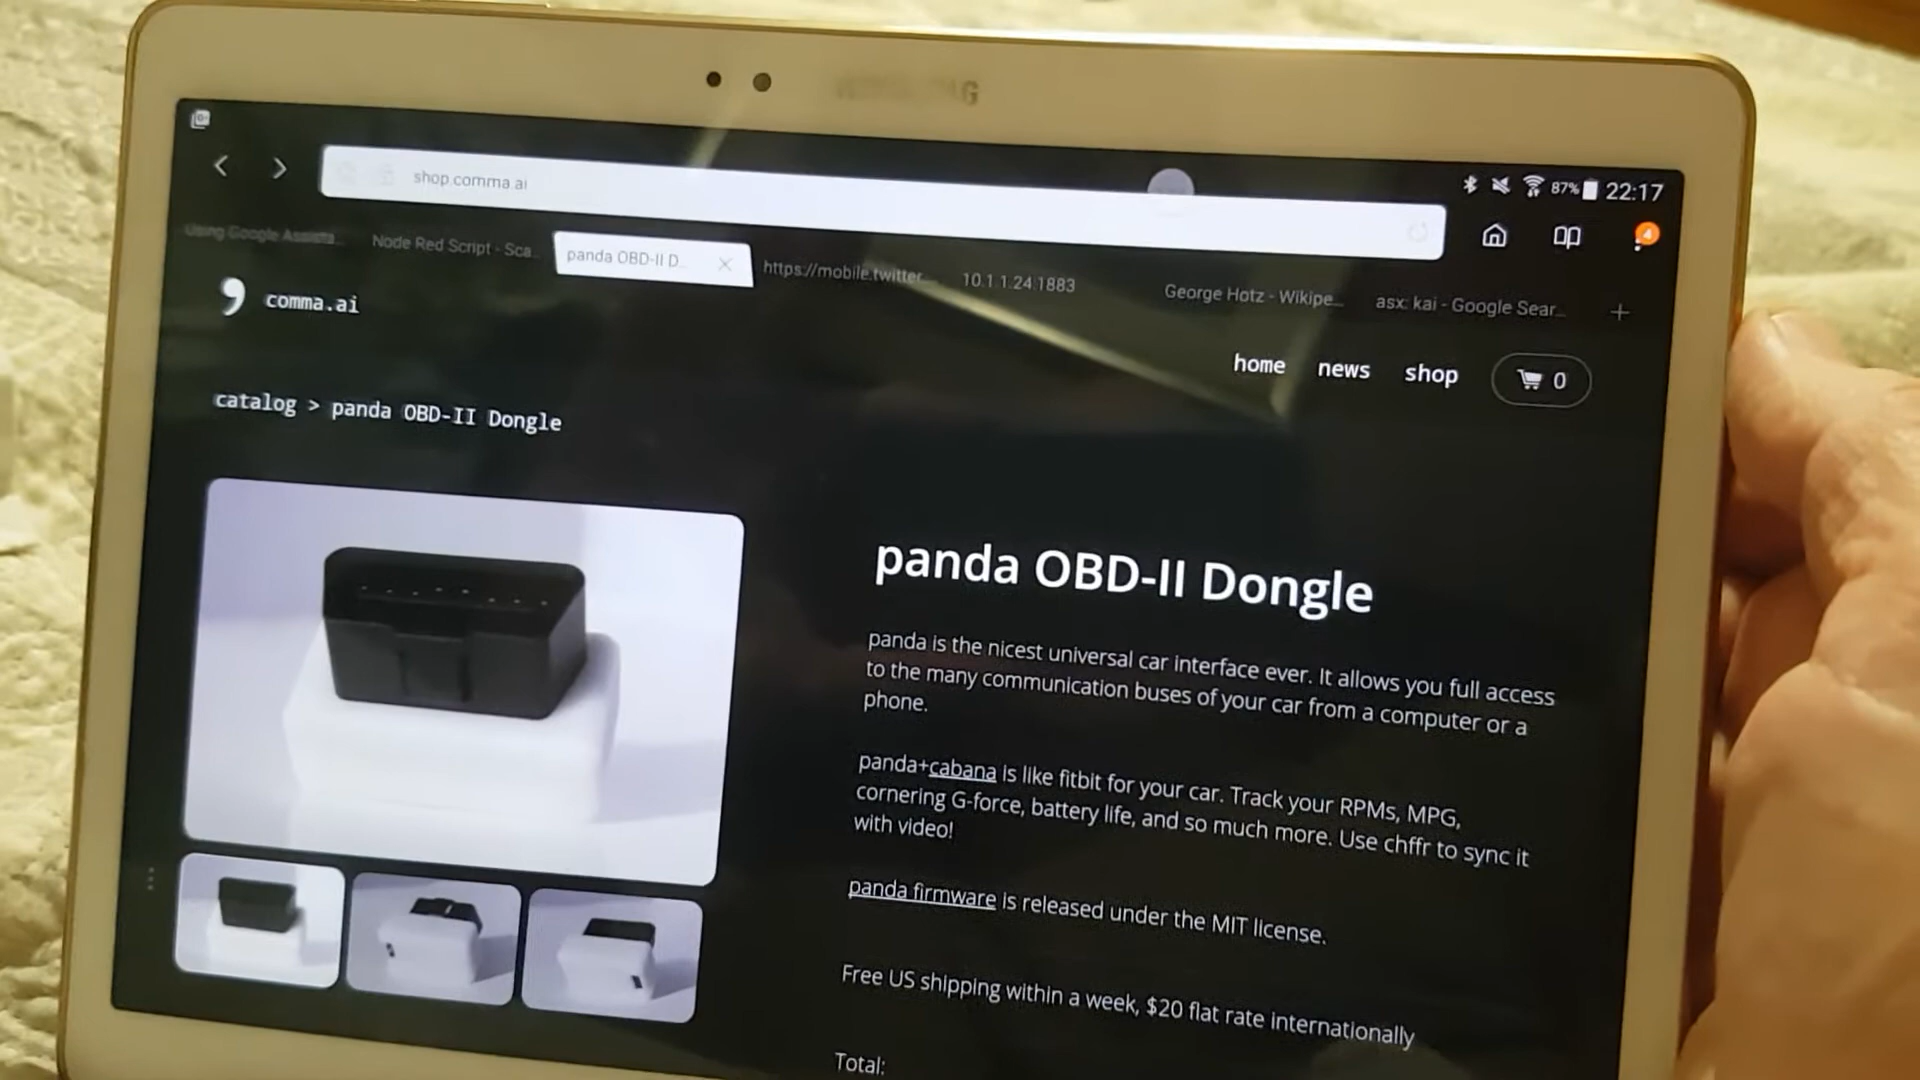 shop.comma.ai
87% 22:17
Using Google Assista...
Node Red Script - Sca...
panda OBD-II D...
https://mobile.twitter...
10.1.1.24:1883
George Hotz - Wikipe...
asx: kai - Google Sear...
4
comma.ai
home news shop 0
catalog > panda OBD-II Dongle
panda OBD-II Dongle
panda is the nicest universal car interface ever. It allows you full access
to the many communication buses of your car from a computer or a
phone.
panda+cabana is like fitbit for your car. Track your RPMs, MPG,
cornering G-force, battery life, and so much more. Use chffr to sync it
with video!
panda firmware is released under the MIT license.
Free US shipping within a week, $20 flat rate internationally
Total: